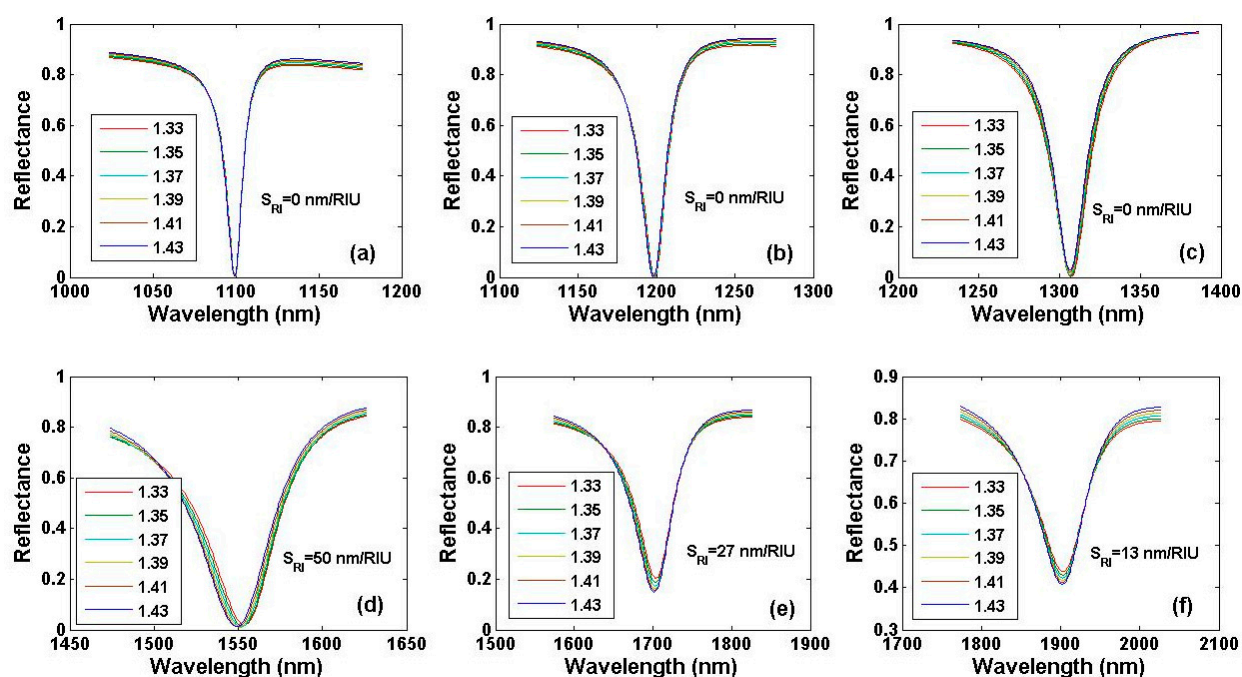 1
0.8
0.6
0.4
0.2
0
Reflectance
1.33
1.35
1.37
1.39
1.41
1.43
S_RI=0 nm/RIU
(a)
1000 1050 1100 1150 1200
Wavelength (nm)
1
0.8
0.6
0.4
0.2
0
Reflectance
1.33
1.35
1.37
1.39
1.41
1.43
S_RI=0 nm/RIU
(b)
1100 1150 1200 1250 1300
Wavelength (nm)
1
0.8
0.6
0.4
0.2
0
Reflectance
1.33
1.35
1.37
1.39
1.41
1.43
S_RI=0 nm/RIU
(c)
1200 1250 1300 1350 1400
Wavelength (nm)
1
0.8
0.6
0.4
0.2
0
Reflectance
1.33
1.35
1.37
1.39
1.41
1.43
S_RI=50 nm/RIU
(d)
1450 1500 1550 1600 1650
Wavelength (nm)
1
0.8
0.6
0.4
0.2
0
Reflectance
1.33
1.35
1.37
1.39
1.41
1.43
S_RI=27 nm/RIU
(e)
1500 1600 1700 1800 1900
Wavelength (nm)
0.9
0.8
0.7
0.6
0.5
0.4
0.3
Reflectance
1.33
1.35
1.37
1.39
1.41
1.43
S_RI=13 nm/RIU
(f)
1700 1800 1900 2000 2100
Wavelength (nm)